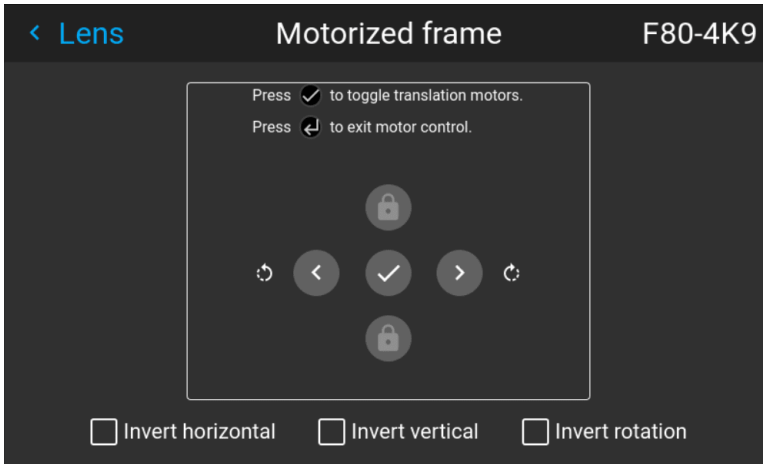 Lens
Motorized frame
F80-4K9
Press to toggle translation motors.
Press to exit motor control.
Invert horizontal
Invert vertical
Invert rotation